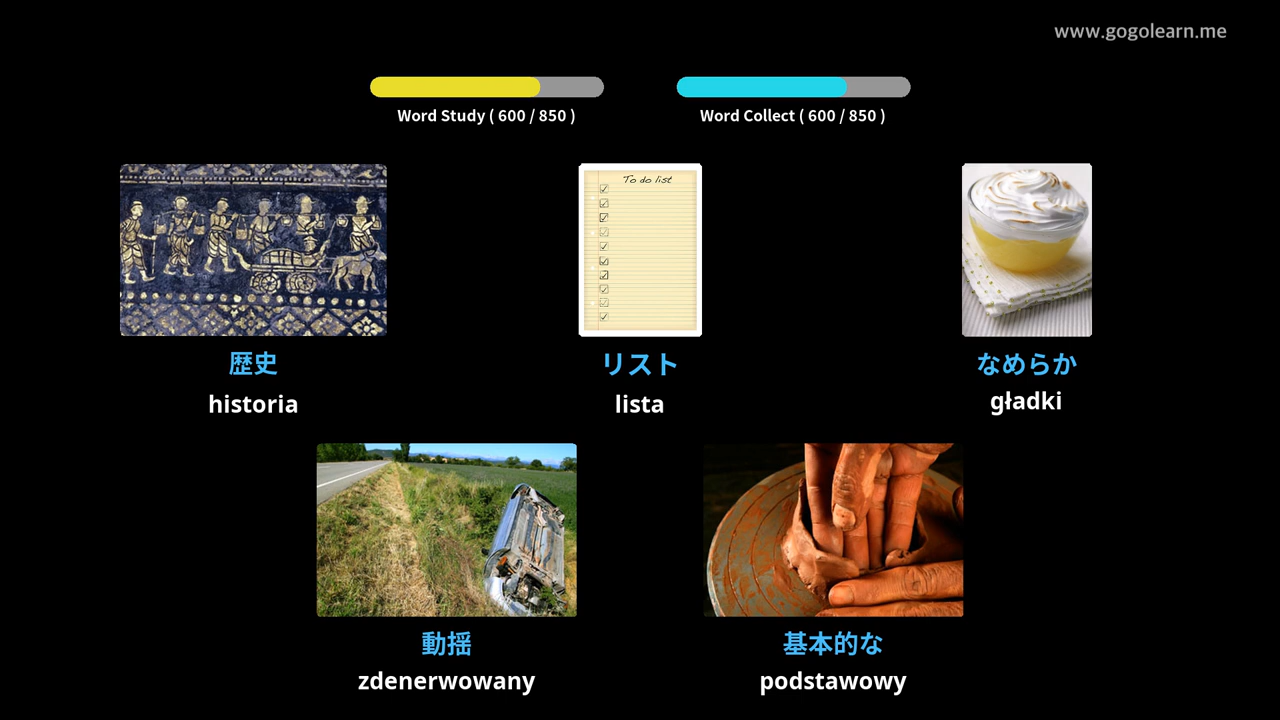 www.gogolearn.me
Word Study ( 600 / 850 )
Word Collect ( 600 / 850 )
To do list
歴史
リスト
なめらか
historia
lista
gładki
動揺
基本的な
zdenerwowany
podstawowy